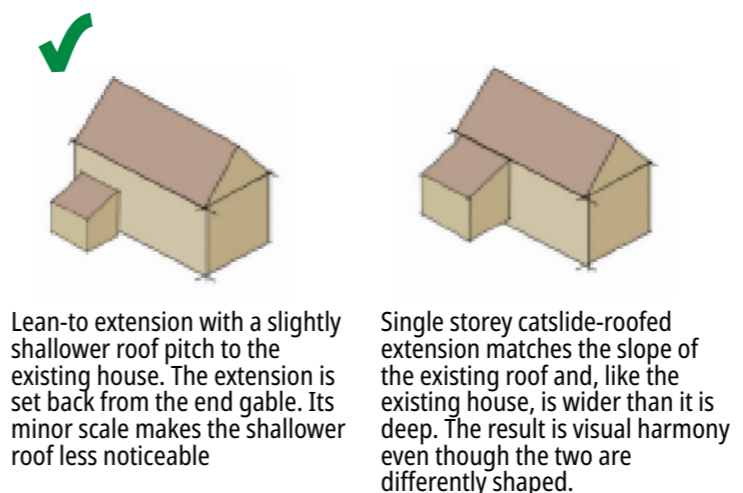 Lean-to extension with a slightly
shallower roof pitch to the
existing house. The extension is
set back from the end gable. Its
minor scale makes the shallower
roof less noticeable
Single storey catslide-roofed
extension matches the slope of
the existing roof and, like the
existing house, is wider than it is
deep. The result is visual harmony
even though the two are
differently shaped.